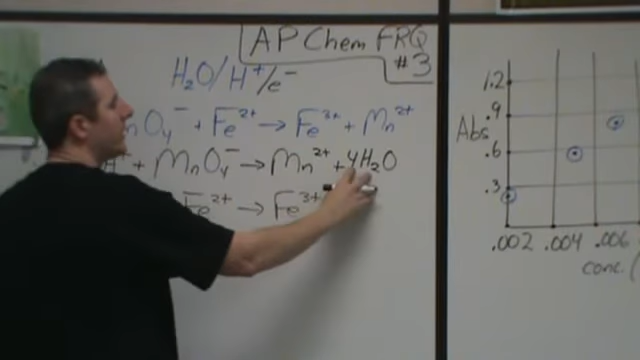 AP Chem FRQ
#3
H₂O/H⁺/e⁻
nO₄⁻ + Fe²⁺ → Fe³⁺ + Mn²⁺
H⁺ + MnO₄⁻ → Mn²⁺ + 4H₂O
Fe²⁺ → Fe³⁺
1.2
.9
Abs
.6
.3
.002 .004 .006
conc. (